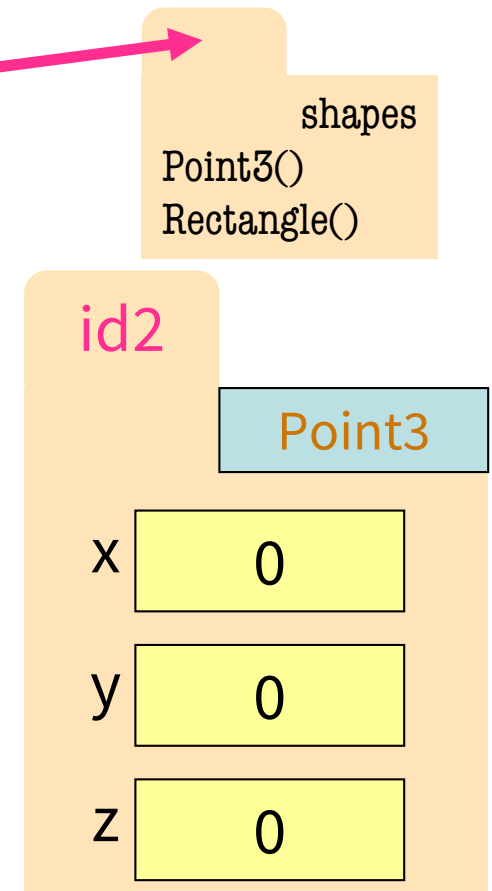 shapes
Point3()
Rectangle()
id2
Point3
x 0
y 0
z 0